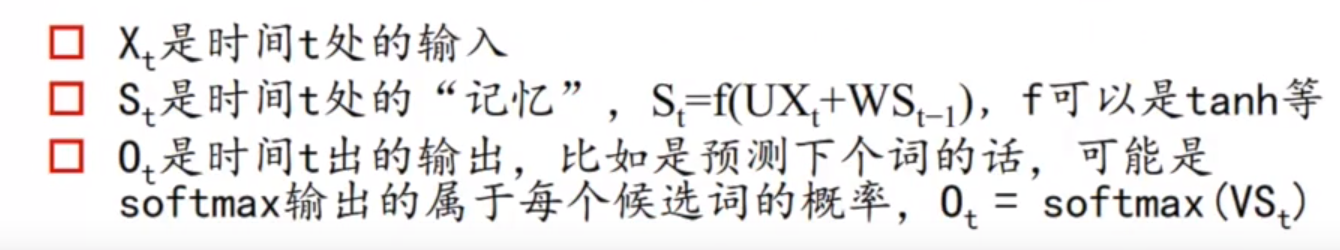 □ Xt是时间t处的输入
□ St是时间t处的“记忆”，St=f(UXt+WSt−1)，f可以是tanh等
□ Ot是时间t出的输出，比如是预测下个词的话，可能是
softmax输出的属于每个候选词的概率，Ot = softmax(VSt)